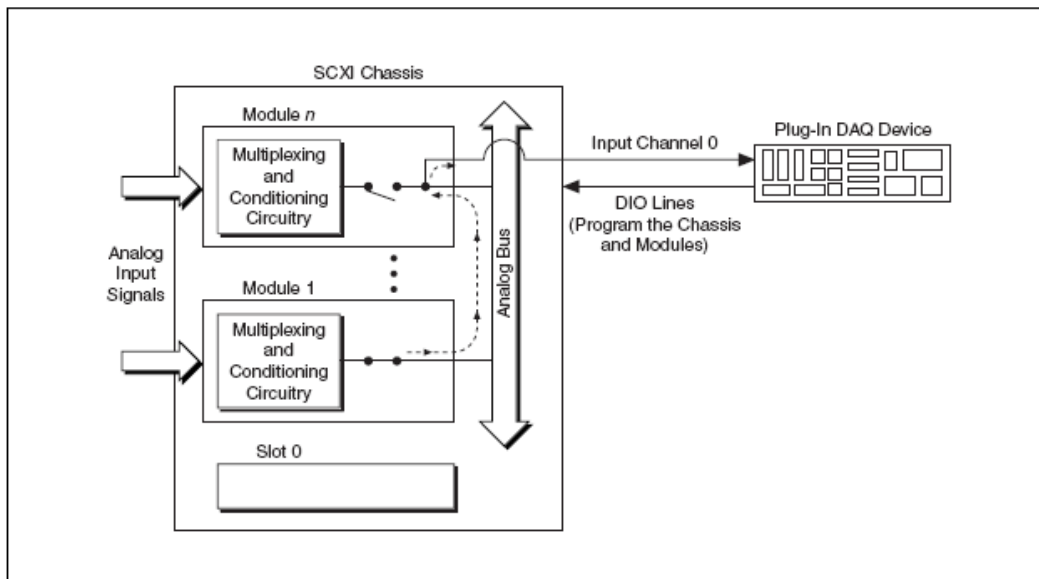 SCXI Chassis
Module n
Multiplexing
and
Conditioning
Circuitry
Analog
Input
Signals
Module 1
Multiplexing
and
Conditioning
Circuitry
Slot 0
Analog Bus
Input Channel 0
DIO Lines
(Program the Chassis
and Modules)
Plug-In DAQ Device